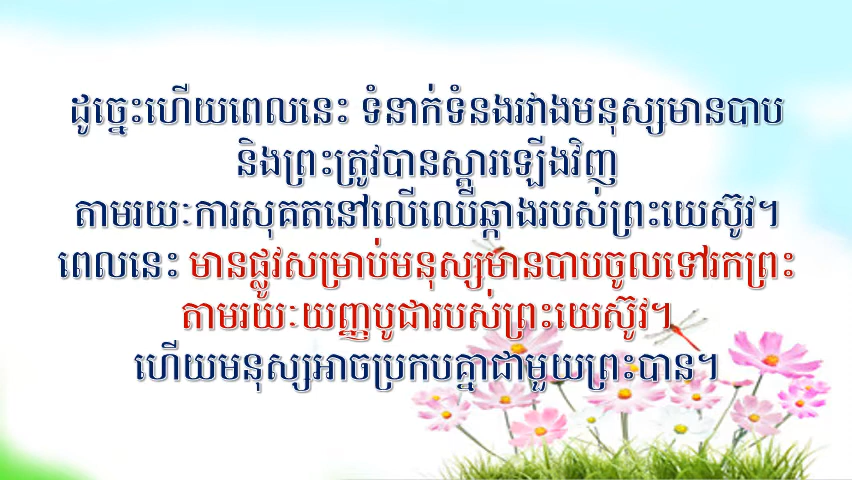 ដូច្នេះហើយពេលនេះ ទំនាក់ទំនងរវាងមនុស្សមានបាប
និងព្រះត្រូវបានស្តារឡើងវិញ
តាមរយៈការសុគតនៅលើឈើឆ្កាងរបស់ព្រះយេស៊ូវ។
ពេលនេះ មានផ្លូវសម្រាប់មនុស្សមានបាបចូលទៅរកព្រះ
តាមរយៈយញ្ញបូជារបស់ព្រះយេស៊ូវ។
ហើយមនុស្សអាចប្រកបគ្នាជាមួយព្រះបាន។